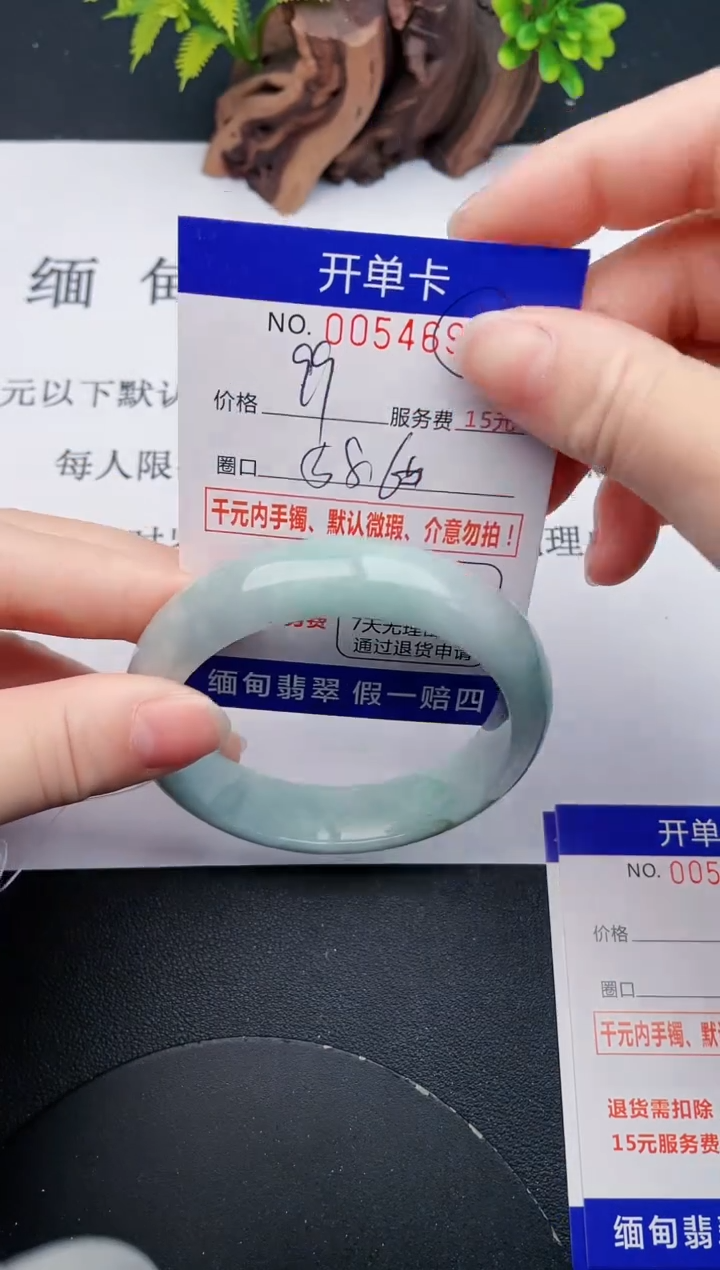 缅甸
元以下默认
每人限
理
开单卡
NO. 005469
价格 99 服务费 15元
圈口 58.6
千元内手镯、默认微瑕、介意勿拍!
费
7天无理由
通过退货申请
缅甸翡翠 假一赔四
开单
NO. 005
价格
圈口
千元内手镯、默
退货需扣除
15元服务费
缅甸翡